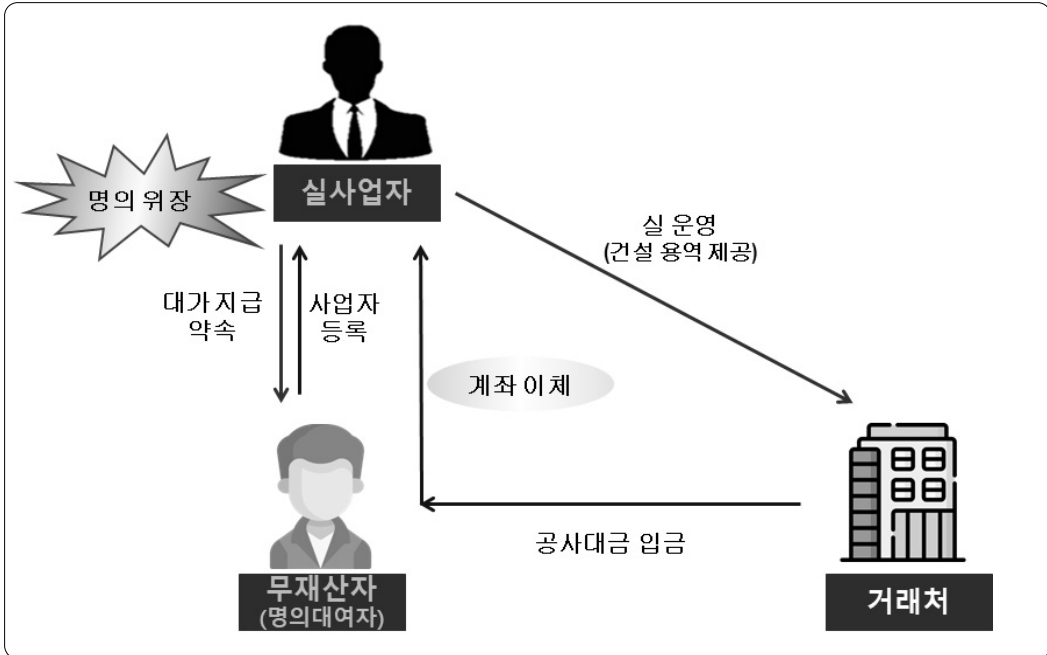 명의 위장
실사업자
실 운영
(건설 용역 제공)
대가 지급
약속
사업자
등록
계좌 이체
공사대금 입금
무재산자
(명의대여자)
거래처